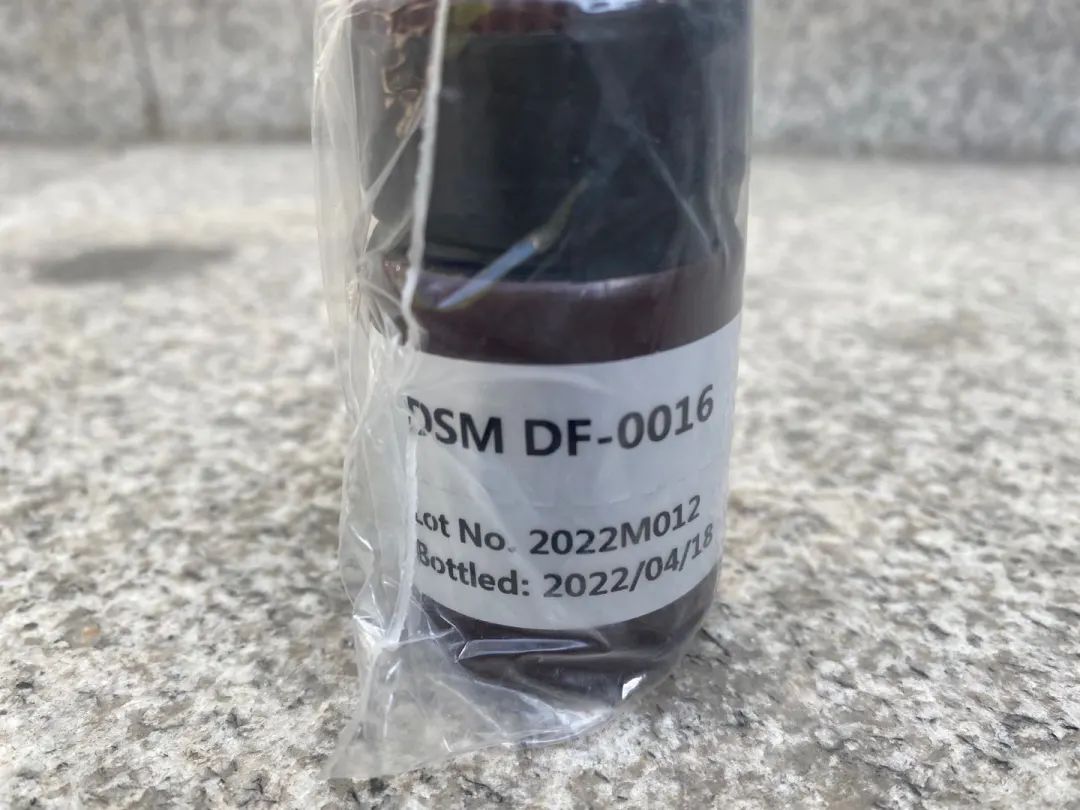 DSM DF-0016
Lot No. 2022M012
Bottled: 2022/04/18